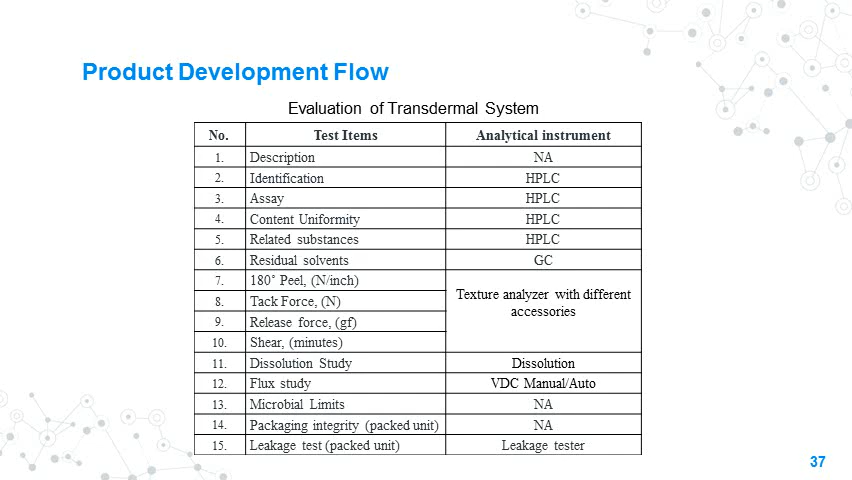 Product Development Flow
Evaluation of Transdermal System
No. Test Items Analytical instrument
1. Description NA
2. Identification HPLC
3. Assay HPLC
4. Content Uniformity HPLC
5. Related substances HPLC
6. Residual solvents GC
7. 180˚ Peel, (N/inch)
8. Tack Force, (N)
9. Release force, (gf)
10. Shear, (minutes)
Texture analyzer with different
accessories
11. Dissolution Study Dissolution
12. Flux study VDC Manual/Auto
13. Microbial Limits NA
14. Packaging integrity (packed unit) NA
15. Leakage test (packed unit) Leakage tester
37